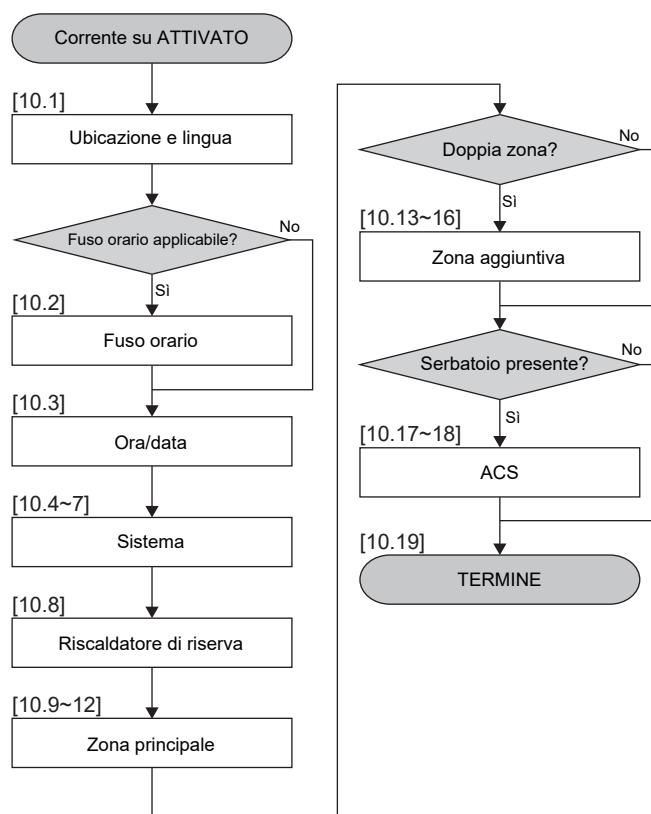 Corrente su ATTIVATO
[10.1]
Ubicazione e lingua
Fuso orario applicabile?
No
Sì
[10.2]
Fuso orario
[10.3]
Ora/data
[10.4~7]
Sistema
[10.8]
Riscaldatore di riserva
[10.9~12]
Zona principale
Doppia zona?
No
Sì
[10.13~16]
Zona aggiuntiva
Serbatoio presente?
No
Sì
[10.17~18]
ACS
[10.19]
TERMINE